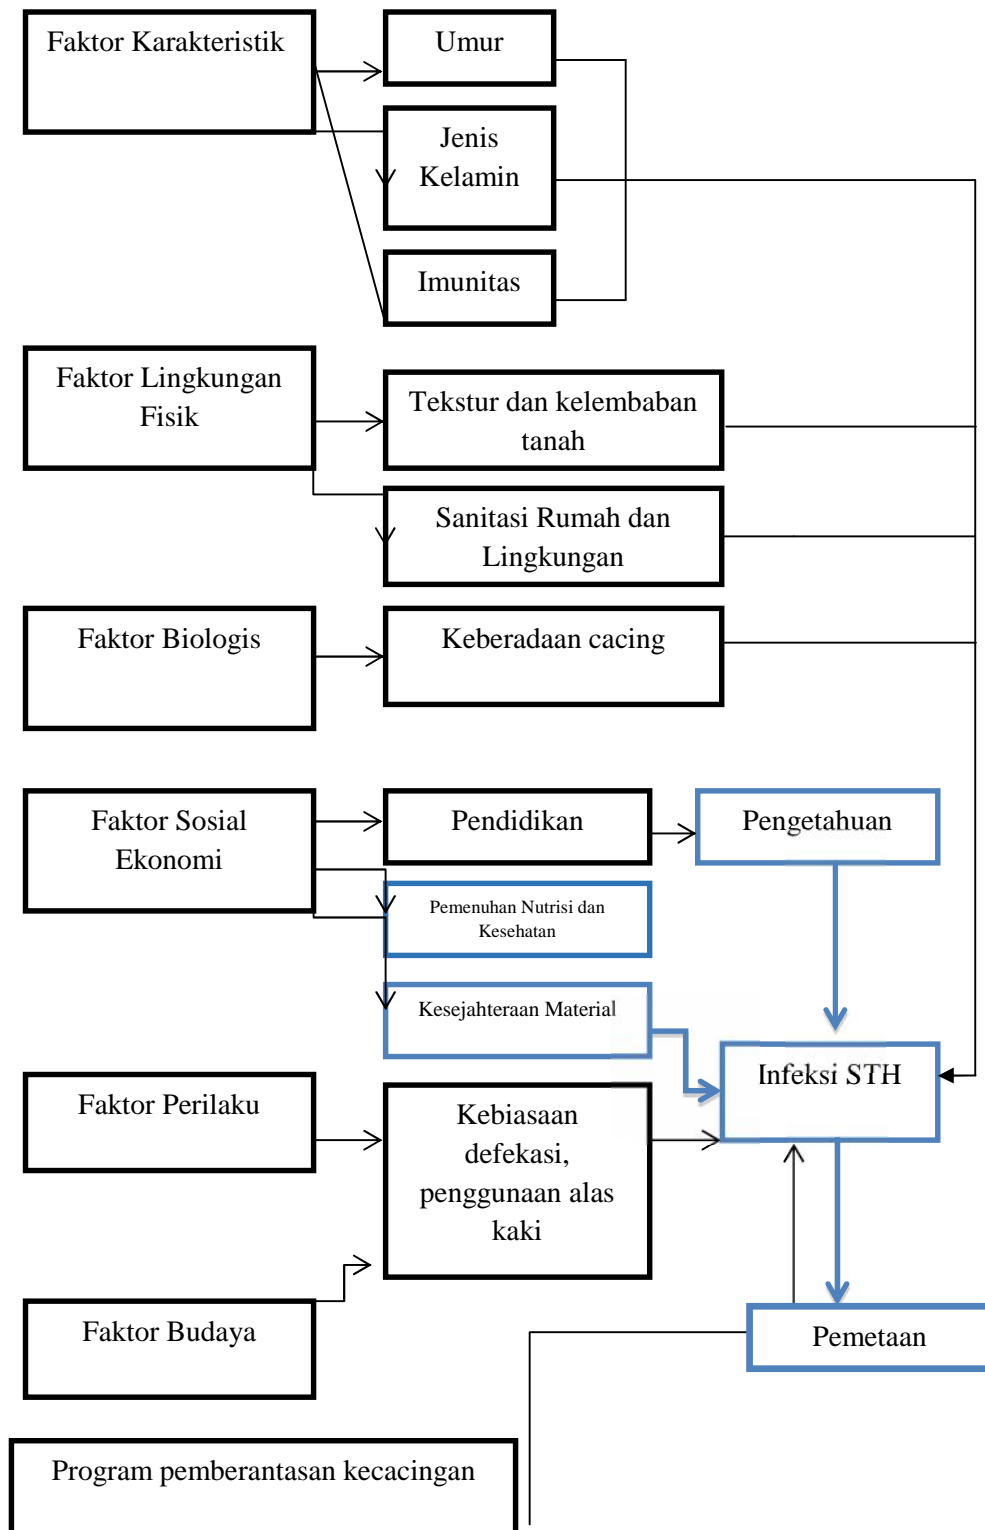 Faktor Karakteristik
Umur
Jenis
Kelamin
Imunitas
Faktor Lingkungan
Fisik
Tekstur dan kelembaban
tanah
Sanitasi Rumah dan
Lingkungan
Faktor Biologis
Keberadaan cacing
Faktor Sosial
Ekonomi
Pendidikan
Pengetahuan
Pemenuhan Nutrisi dan
Kesehatan
Kesejahteraan Material
Infeksi STH
Faktor Perilaku
Kebiasaan
defekasi,
penggunaan alas
kaki
Faktor Budaya
Pemetaan
Program pemberantasan kecacingan